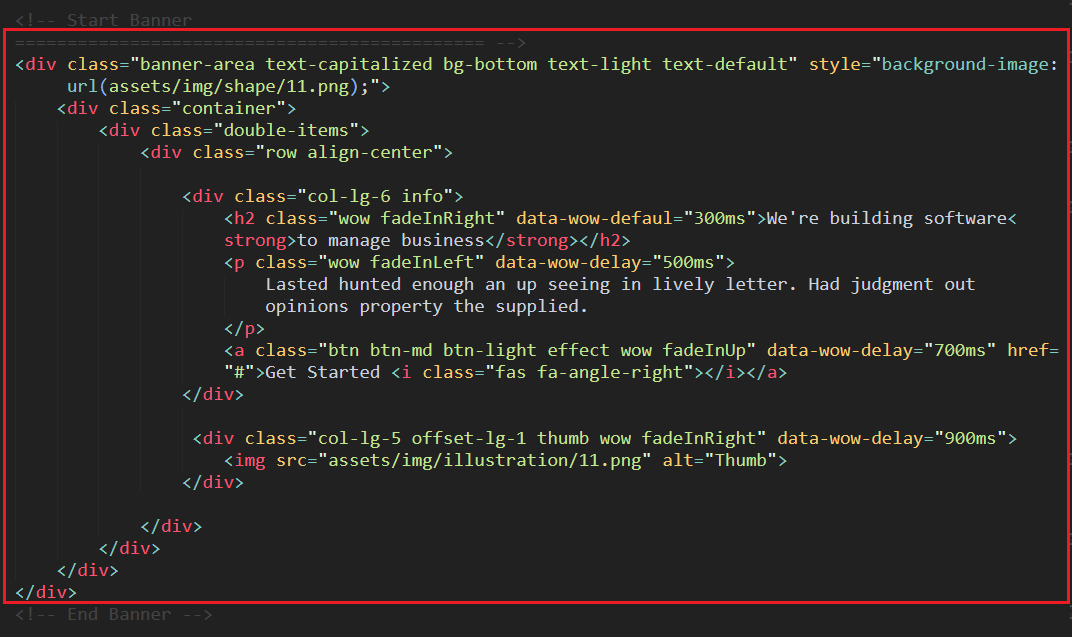 <!-- Start Banner
============================================= -->
<div class="banner-area text-capitalized bg-bottom text-light text-default" style="background-image:
url(assets/img/shape/11.png);">
<div class="container">
<div class="double-items">
<div class="row align-center">
<div class="col-lg-6 info">
<h2 class="wow fadeInRight" data-wow-defaul="300ms">We're building software<
strong>to manage business</strong></h2>
<p class="wow fadeInLeft" data-wow-delay="500ms">
Lasted hunted enough an up seeing in lively letter. Had judgment out
opinions property the supplied.
</p>
<a class="btn btn-md btn-light effect wow fadeInUp" data-wow-delay="700ms" href=
"#">Get Started <i class="fas fa-angle-right"></i></a>
</div>
<div class="col-lg-5 offset-lg-1 thumb wow fadeInRight" data-wow-delay="900ms">
<img src="assets/img/illustration/11.png" alt="Thumb">
</div>
</div>
</div>
</div>
</div>
<!-- End Banner -->